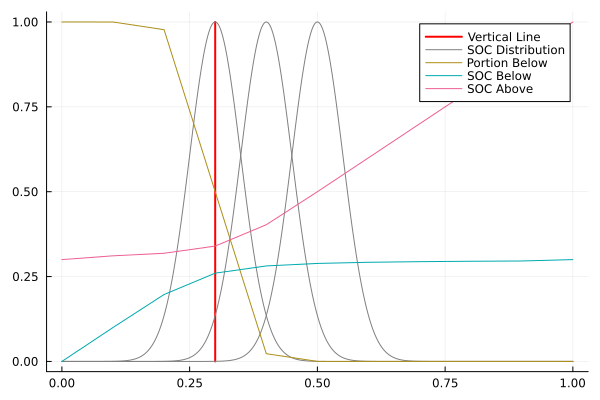 1.00
0.75
0.50
0.25
0.00
Vertical Line
SOC Distribution
Portion Below
SOC Below
SOC Above
0.00 0.25 0.50 0.75 1.00